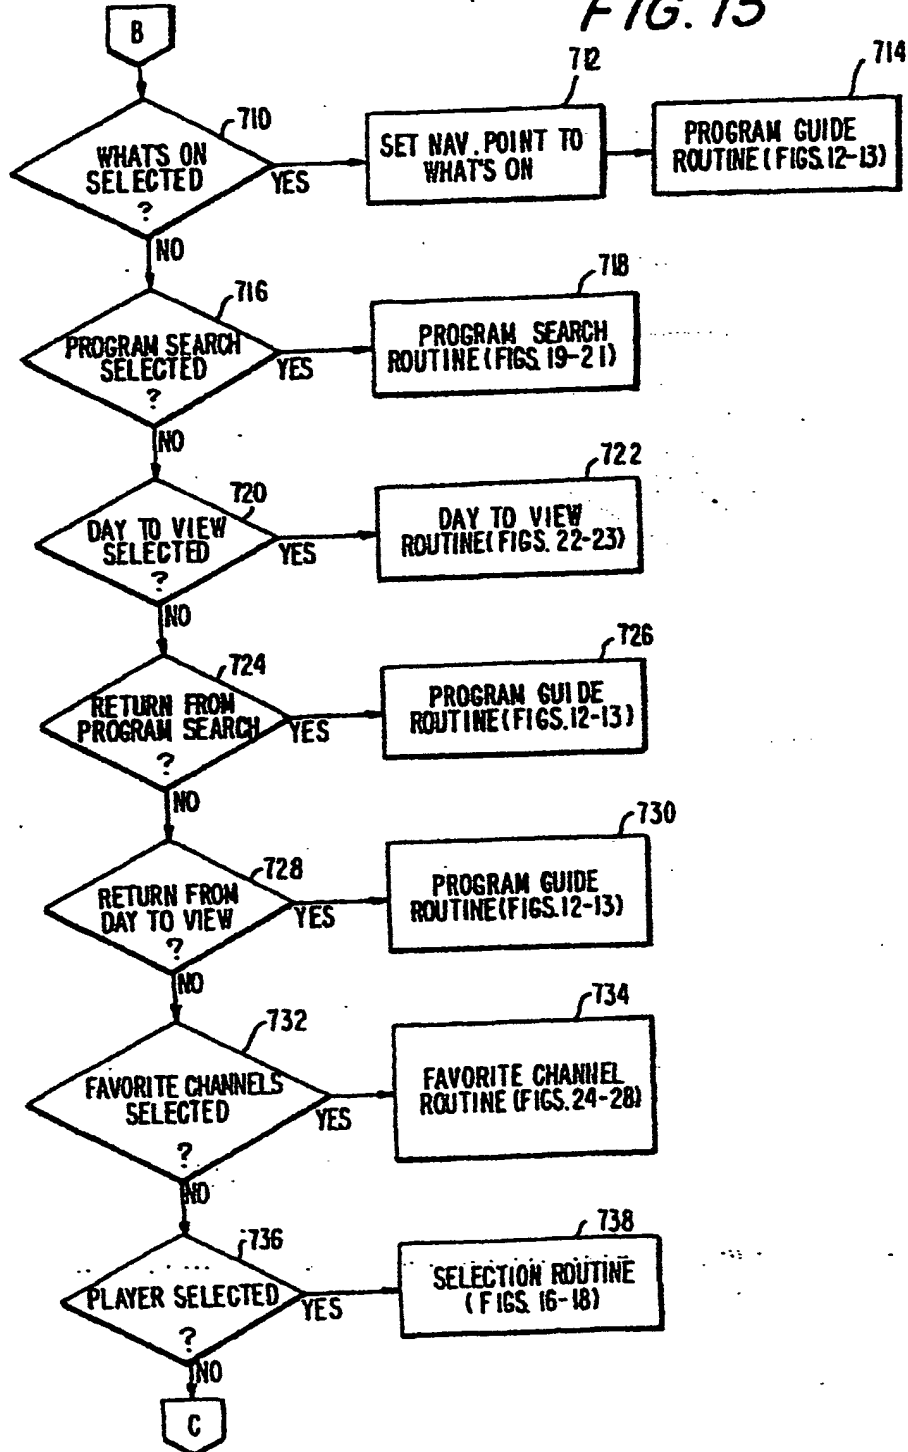 FIG. 15
B
710
WHAT'S ON
SELECTED
?
YES
NO
712
SET NAV. POINT TO
WHAT'S ON
714
PROGRAM GUIDE
ROUTINE (FIGS. 12-13)
716
PROGRAM SEARCH
SELECTED
?
YES
NO
718
PROGRAM SEARCH
ROUTINE (FIGS. 19-21)
720
DAY TO VIEW
SELECTED
?
YES
NO
722
DAY TO VIEW
ROUTINE (FIGS. 22-23)
724
RETURN FROM
PROGRAM SEARCH
?
YES
NO
726
PROGRAM GUIDE
ROUTINE (FIGS. 12-13)
728
RETURN FROM
DAY TO VIEW
?
YES
NO
730
PROGRAM GUIDE
ROUTINE (FIGS. 12-13)
732
FAVORITE CHANNELS
SELECTED
?
YES
NO
734
FAVORITE CHANNEL
ROUTINE (FIGS. 24-28)
736
PLAYER SELECTED
?
YES
NO
738
SELECTION ROUTINE
(FIGS. 16-18)
C